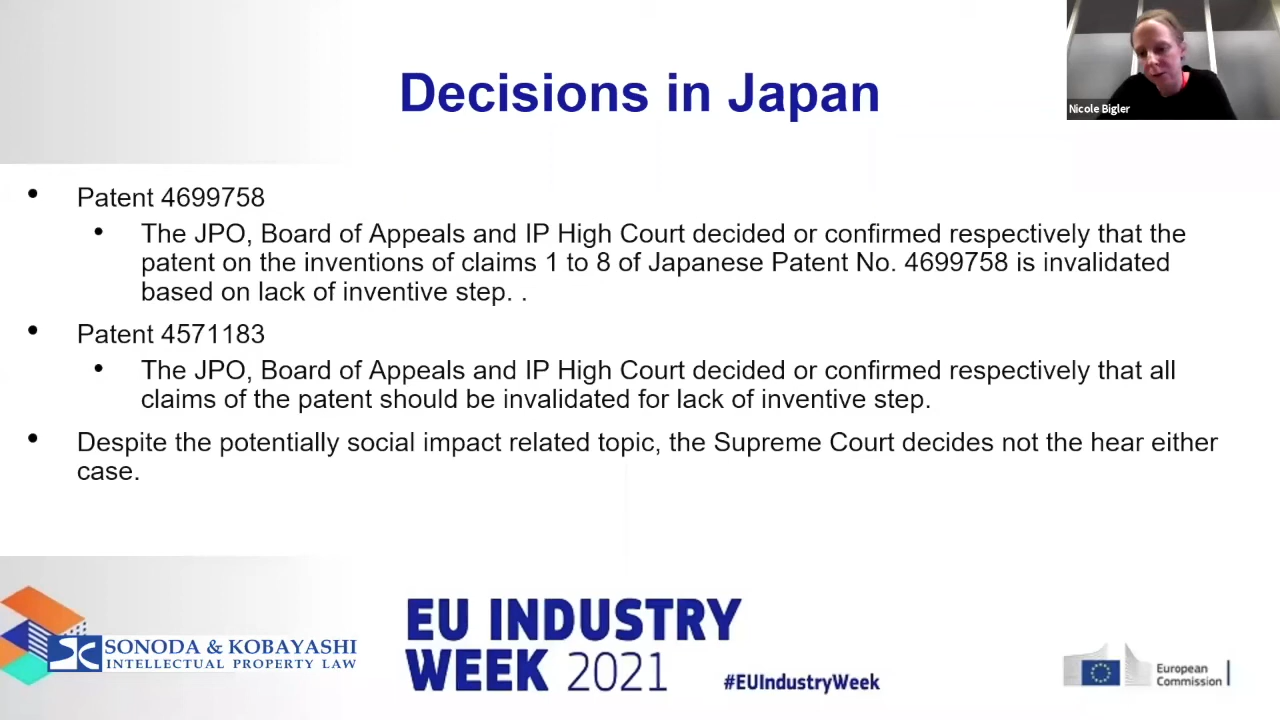 Decisions in Japan
Nicole Bigler
• Patent 4699758
• The JPO, Board of Appeals and IP High Court decided or confirmed respectively that the
patent on the inventions of claims 1 to 8 of Japanese Patent No. 4699758 is invalidated
based on lack of inventive step. .
• Patent 4571183
• The JPO, Board of Appeals and IP High Court decided or confirmed respectively that all
claims of the patent should be invalidated for lack of inventive step.
• Despite the potentially social impact related topic, the Supreme Court decides not the hear either
case.
SONODA & KOBAYASHI
INTELLECTUAL PROPERTY LAW
EU INDUSTRY
WEEK 2021
#EUIndustryWeek
European
Commission